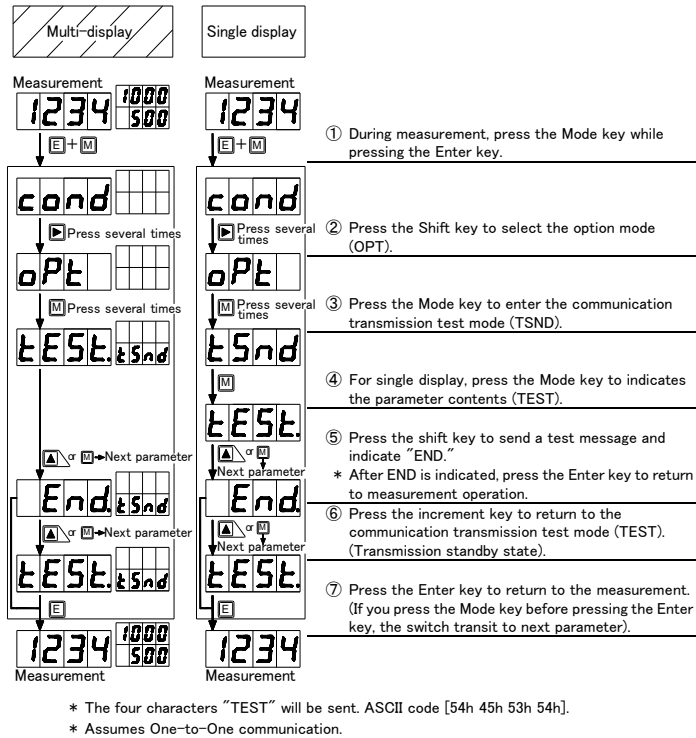 Multi-display
Single display
Measurement
Measurement
1234 1000 500
1234
E+M
E+M
① During measurement, press the Mode key while
pressing the Enter key.
cond
cond
Press several times
Press several
times
② Press the Shift key to select the option mode
(OPT).
oPt
oPt
M Press several times
M Press several
times
③ Press the Mode key to enter the communication
transmission test mode (TSND).
tESt. tSnd
tSnd
M
④ For single display, press the Mode key to indicates
the parameter contents (TEST).
tESt.
▲ or M→Next parameter
▲ or M
Next parameter
⑤ Press the shift key to send a test message and
indicate "END."
* After END is indicated, press the Enter key to return
to measurement operation.
End. tSnd
End.
⑥ Press the increment key to return to the
communication transmission test mode (TEST).
(Transmission standby state).
▲ or M→Next parameter
▲ or M
Next parameter
tESt. tSnd
tESt.
⑦ Press the Enter key to return to the measurement.
(If you press the Mode key before pressing the Enter
key, the switch transit to next parameter).
E
E
1234 1000 500
1234
Measurement
Measurement
* The four characters "TEST" will be sent. ASCII code [54h 45h 53h 54h].
* Assumes One-to-One communication.